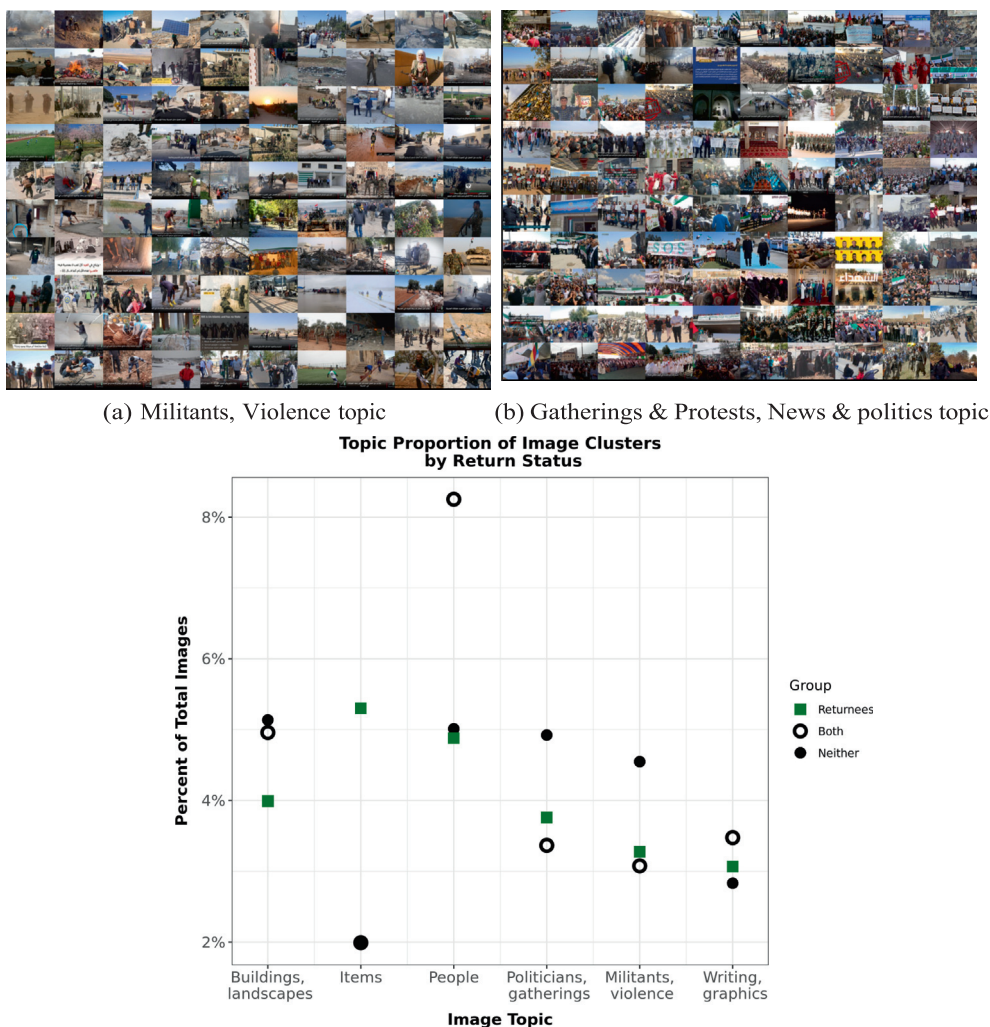 SOS
الشهداء
(a) Militants, Violence topic
(b) Gatherings & Protests, News & politics topic
Topic Proportion of Image Clusters
by Return Status
Percent of Total Images
8%
6%
4%
2%
Buildings,
landscapes
Items
People
Politicians,
gatherings
Militants,
violence
Writing,
graphics
Image Topic
Group
Returnees
Both
Neither